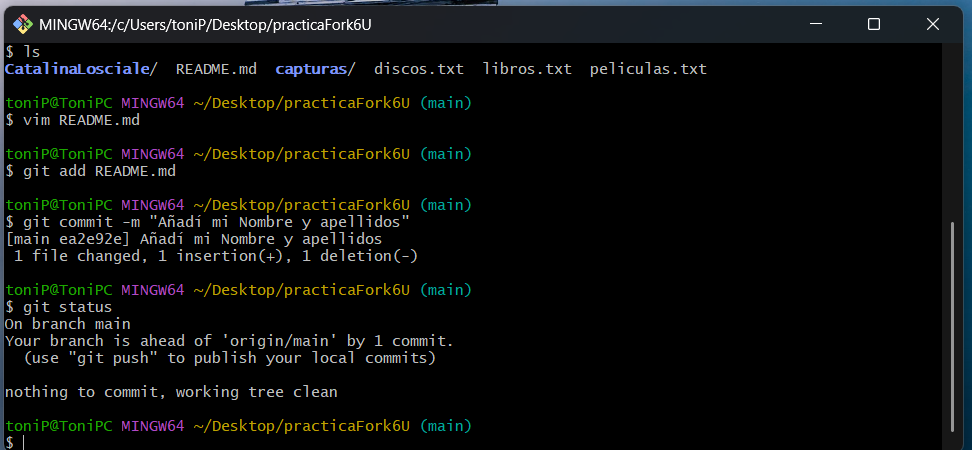 MINGW64:/c/Users/toniP/Desktop/practicaFork6U
$ ls
CatalinaLosciale/  README.md  capturas/  discos.txt  libros.txt  peliculas.txt
toniP@ToniPC MINGW64 ~/Desktop/practicaFork6U (main)
$ vim README.md
toniP@ToniPC MINGW64 ~/Desktop/practicaFork6U (main)
$ git add README.md
toniP@ToniPC MINGW64 ~/Desktop/practicaFork6U (main)
$ git commit -m "Añadí mi Nombre y apellidos"
[main ea2e92e] Añadí mi Nombre y apellidos
 1 file changed, 1 insertion(+), 1 deletion(-)
toniP@ToniPC MINGW64 ~/Desktop/practicaFork6U (main)
$ git status
On branch main
Your branch is ahead of 'origin/main' by 1 commit.
  (use "git push" to publish your local commits)
nothing to commit, working tree clean
toniP@ToniPC MINGW64 ~/Desktop/practicaFork6U (main)
$